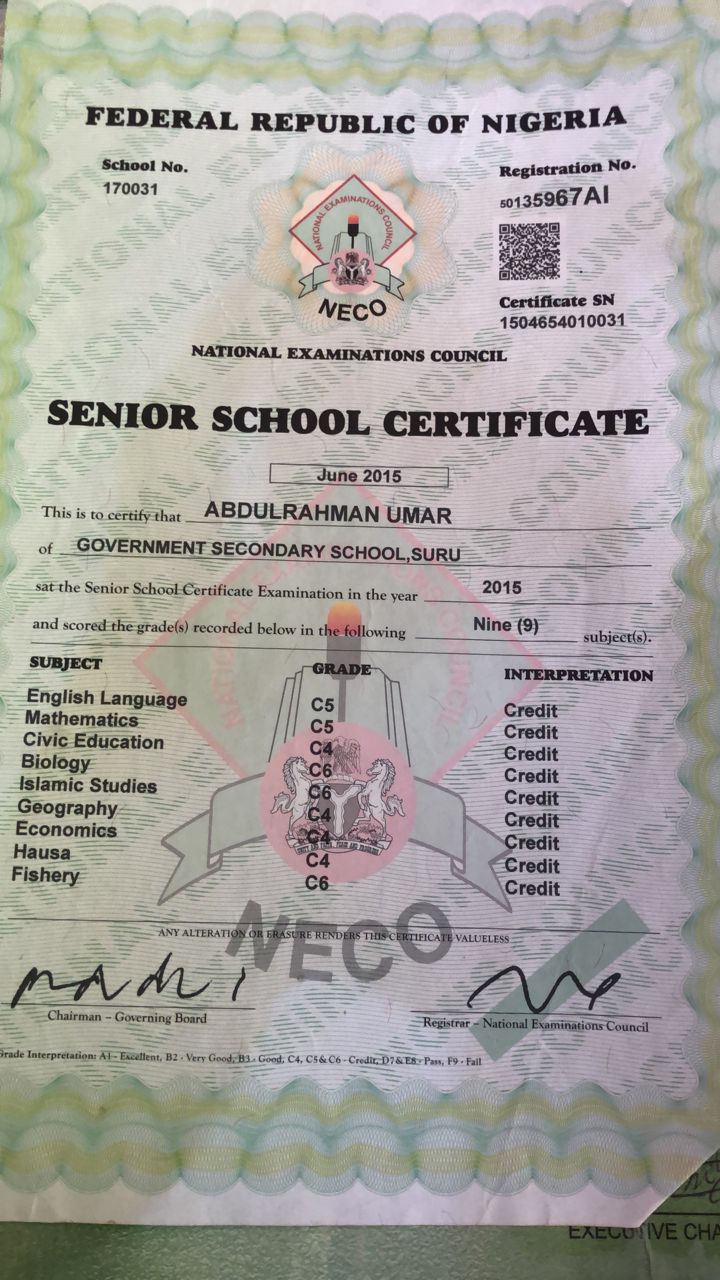 FEDERAL REPUBLIC OF NIGERIA
School No.
170031
Registration No.
50135967AI
NATIONAL EXAMINATIONS COUNCIL
NECO
Certificate SN
1504654010031
NATIONAL EXAMINATIONS COUNCIL
SENIOR SCHOOL CERTIFICATE
June 2015
This is to certify that ABDULRAHMAN UMAR
of GOVERNMENT SECONDARY SCHOOL,SURU
sat the Senior School Certificate Examination in the year 2015
and scored the grade(s) recorded below in the following Nine (9) subject(s).
SUBJECT GRADE INTERPRETATION
English Language C5 Credit
Mathematics C5 Credit
Civic Education C4 Credit
Biology C6 Credit
Islamic Studies C6 Credit
Geography C4 Credit
Economics C4 Credit
Hausa C4 Credit
Fishery C6 Credit
NECO
ANY ALTERATION OR ERASURE RENDERS THIS CERTIFICATE VALUELESS
Chairman – Governing Board
Registrar – National Examinations Council
Grade Interpretation: A1 - Excellent, B2 - Very Good, B3 - Good, C4, C5 & C6 - Credit, D7 & E8 - Pass, F9 - Fail
EXECUTIVE CHA